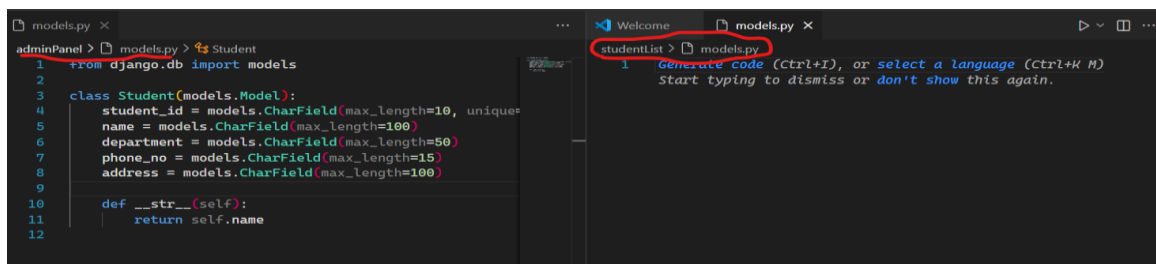 models.py
adminPanel > models.py > Student
1 from django.db import models
2
3 class Student(models.Model):
4 student_id = models.CharField(max_length=10, unique=
5 name = models.CharField(max_length=100)
6 department = models.CharField(max_length=50)
7 phone_no = models.CharField(max_length=15)
8 address = models.CharField(max_length=100)
9
10 def __str__(self):
11 return self.name
12
Welcome models.py
studentList > models.py
1 Generate code (Ctrl+I), or select a language (Ctrl+K M)
Start typing to dismiss or don't show this again.